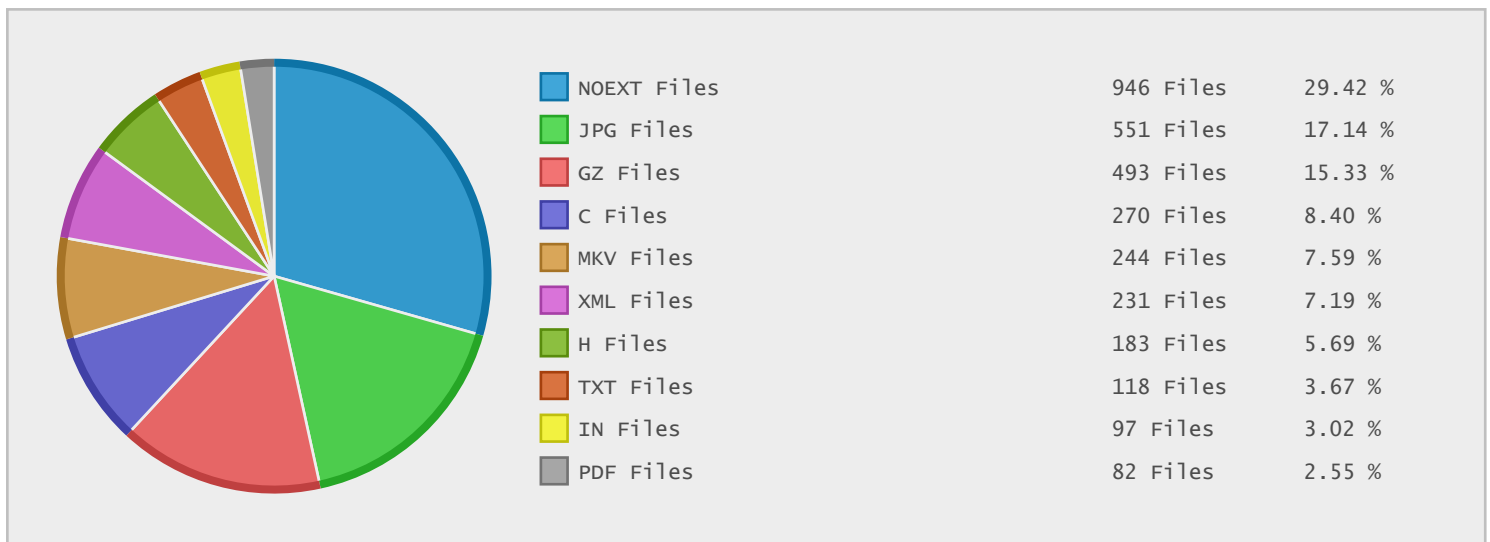 NOEXT Files 946 Files 29.42 %
JPG Files 551 Files 17.14 %
GZ Files 493 Files 15.33 %
C Files 270 Files 8.40 %
MKV Files 244 Files 7.59 %
XML Files 231 Files 7.19 %
H Files 183 Files 5.69 %
TXT Files 118 Files 3.67 %
IN Files 97 Files 3.02 %
PDF Files 82 Files 2.55 %